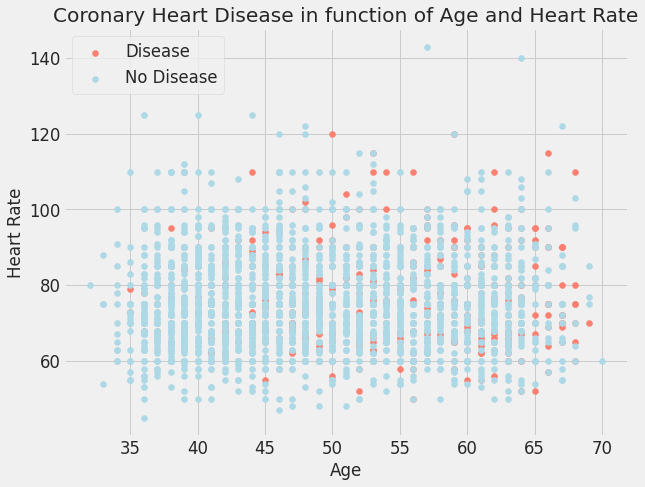 Coronary Heart Disease in function of Age and Heart Rate
Disease
No Disease
Heart Rate
140
120
100
80
60
35 40 45 50 55 60 65 70
Age